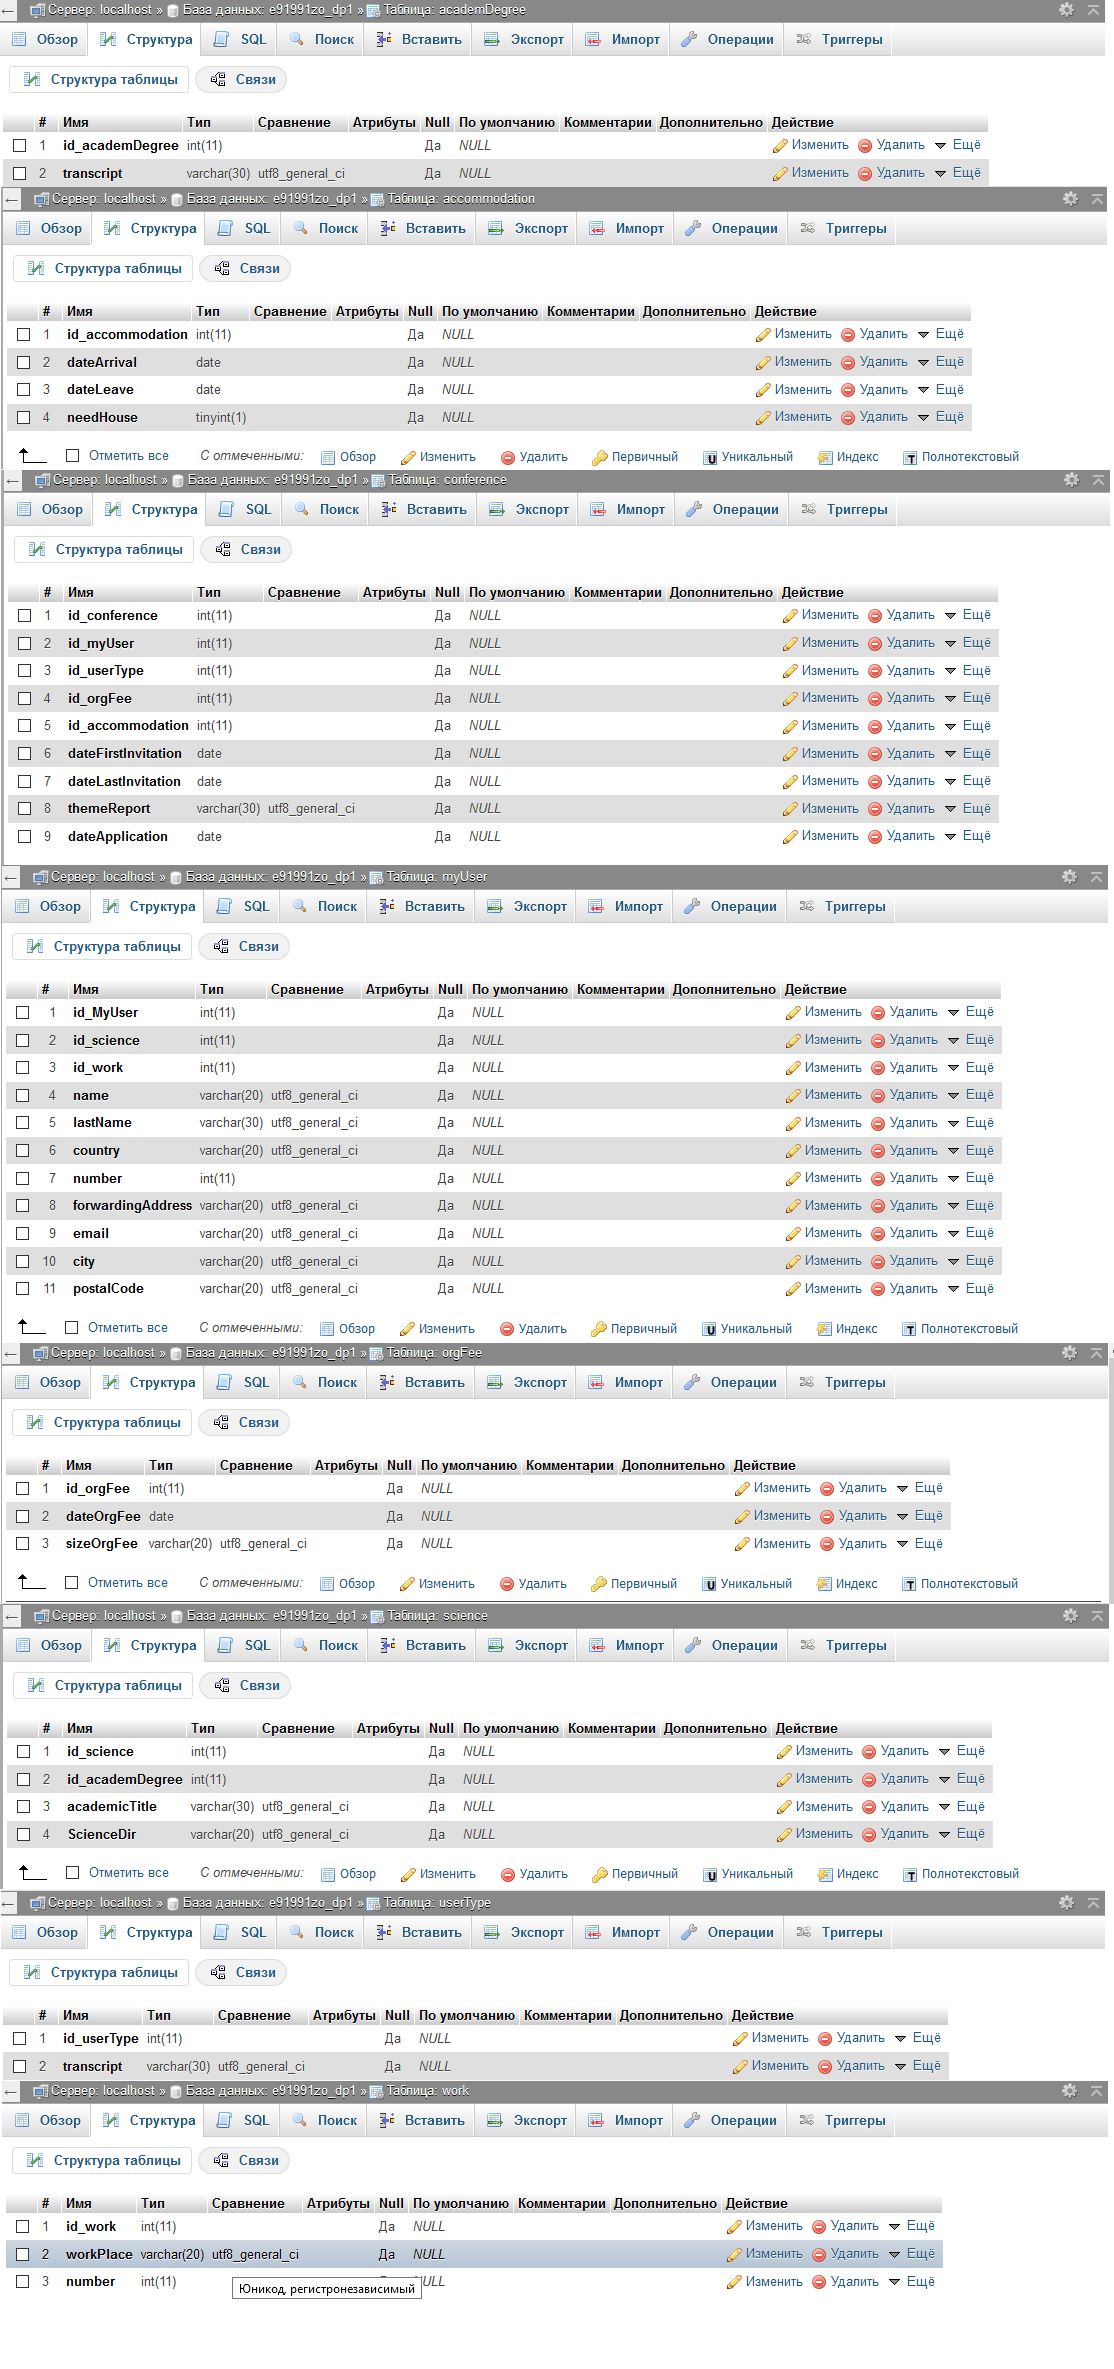 ← Сервер: localhost » База данных: e91991zo_dp1 » Таблица: academDegree
Обзор Структура SQL Поиск Вставить Экспорт Импорт Операции Триггеры
Структура таблицы Связи
# Имя Тип Сравнение Атрибуты Null По умолчанию Комментарии Дополнительно Действие
1 id_academDegree int(11) Да NULL Изменить Удалить Ещё
2 transcript varchar(30) utf8_general_ci Да NULL Изменить Удалить Ещё
← Сервер: localhost » База данных: e91991zo_dp1 » Таблица: accommodation
Обзор Структура SQL Поиск Вставить Экспорт Импорт Операции Триггеры
Структура таблицы Связи
# Имя Тип Сравнение Атрибуты Null По умолчанию Комментарии Дополнительно Действие
1 id_accommodation int(11) Да NULL Изменить Удалить Ещё
2 dateArrival date Да NULL Изменить Удалить Ещё
3 dateLeave date Да NULL Изменить Удалить Ещё
4 needHouse tinyint(1) Да NULL Изменить Удалить Ещё
Отметить все С отмеченными: Обзор Изменить Удалить Первичный Уникальный Индекс Полнотекстовый
← Сервер: localhost » База данных: e91991zo_dp1 » Таблица: conference
Обзор Структура SQL Поиск Вставить Экспорт Импорт Операции Триггеры
Структура таблицы Связи
# Имя Тип Сравнение Атрибуты Null По умолчанию Комментарии Дополнительно Действие
1 id_conference int(11) Да NULL Изменить Удалить Ещё
2 id_myUser int(11) Да NULL Изменить Удалить Ещё
3 id_userType int(11) Да NULL Изменить Удалить Ещё
4 id_orgFee int(11) Да NULL Изменить Удалить Ещё
5 id_accommodation int(11) Да NULL Изменить Удалить Ещё
6 dateFirstInvitation date Да NULL Изменить Удалить Ещё
7 dateLastInvitation date Да NULL Изменить Удалить Ещё
8 themeReport varchar(30) utf8_general_ci Да NULL Изменить Удалить Ещё
9 dateApplication date Да NULL Изменить Удалить Ещё
← Сервер: localhost » База данных: e91991zo_dp1 » Таблица: myUser
Обзор Структура SQL Поиск Вставить Экспорт Импорт Операции Триггеры
Структура таблицы Связи
# Имя Тип Сравнение Атрибуты Null По умолчанию Комментарии Дополнительно Действие
1 id_MyUser int(11) Да NULL Изменить Удалить Ещё
2 id_science int(11) Да NULL Изменить Удалить Ещё
3 id_work int(11) Да NULL Изменить Удалить Ещё
4 name varchar(20) utf8_general_ci Да NULL Изменить Удалить Ещё
5 lastName varchar(30) utf8_general_ci Да NULL Изменить Удалить Ещё
6 country varchar(20) utf8_general_ci Да NULL Изменить Удалить Ещё
7 number int(11) Да NULL Изменить Удалить Ещё
8 forwardingAddress varchar(20) utf8_general_ci Да NULL Изменить Удалить Ещё
9 email varchar(20) utf8_general_ci Да NULL Изменить Удалить Ещё
10 city varchar(20) utf8_general_ci Да NULL Изменить Удалить Ещё
11 postalCode varchar(20) utf8_general_ci Да NULL Изменить Удалить Ещё
Отметить все С отмеченными: Обзор Изменить Удалить Первичный Уникальный Индекс Полнотекстовый
← Сервер: localhost » База данных: e91991zo_dp1 » Таблица: orgFee
Обзор Структура SQL Поиск Вставить Экспорт Импорт Операции Триггеры
Структура таблицы Связи
# Имя Тип Сравнение Атрибуты Null По умолчанию Комментарии Дополнительно Действие
1 id_orgFee int(11) Да NULL Изменить Удалить Ещё
2 dateOrgFee date Да NULL Изменить Удалить Ещё
3 sizeOrgFee varchar(20) utf8_general_ci Да NULL Изменить Удалить Ещё
Отметить все С отмеченными: Обзор Изменить Удалить Первичный Уникальный Индекс Полнотекстовый
← Сервер: localhost » База данных: e91991zo_dp1 » Таблица: science
Обзор Структура SQL Поиск Вставить Экспорт Импорт Операции Триггеры
Структура таблицы Связи
# Имя Тип Сравнение Атрибуты Null По умолчанию Комментарии Дополнительно Действие
1 id_science int(11) Да NULL Изменить Удалить Ещё
2 id_academDegree int(11) Да NULL Изменить Удалить Ещё
3 academicTitle varchar(30) utf8_general_ci Да NULL Изменить Удалить Ещё
4 ScienceDir varchar(20) utf8_general_ci Да NULL Изменить Удалить Ещё
Отметить все С отмеченными: Обзор Изменить Удалить Первичный Уникальный Индекс Полнотекстовый
← Сервер: localhost » База данных: e91991zo_dp1 » Таблица: userType
Обзор Структура SQL Поиск Вставить Экспорт Импорт Операции Триггеры
Структура таблицы Связи
# Имя Тип Сравнение Атрибуты Null По умолчанию Комментарии Дополнительно Действие
1 id_userType int(11) Да NULL Изменить Удалить Ещё
2 transcript varchar(30) utf8_general_ci Да NULL Изменить Удалить Ещё
← Сервер: localhost » База данных: e91991zo_dp1 » Таблица: work
Обзор Структура SQL Поиск Вставить Экспорт Импорт Операции Триггеры
Структура таблицы Связи
# Имя Тип Сравнение Атрибуты Null По умолчанию Комментарии Дополнительно Действие
1 id_work int(11) Да NULL Изменить Удалить Ещё
2 workPlace varchar(20) utf8_general_ci Да NULL Изменить Удалить Ещё
3 number int(11) ULL Изменить Удалить Ещё
Юникод, регистронезависимый